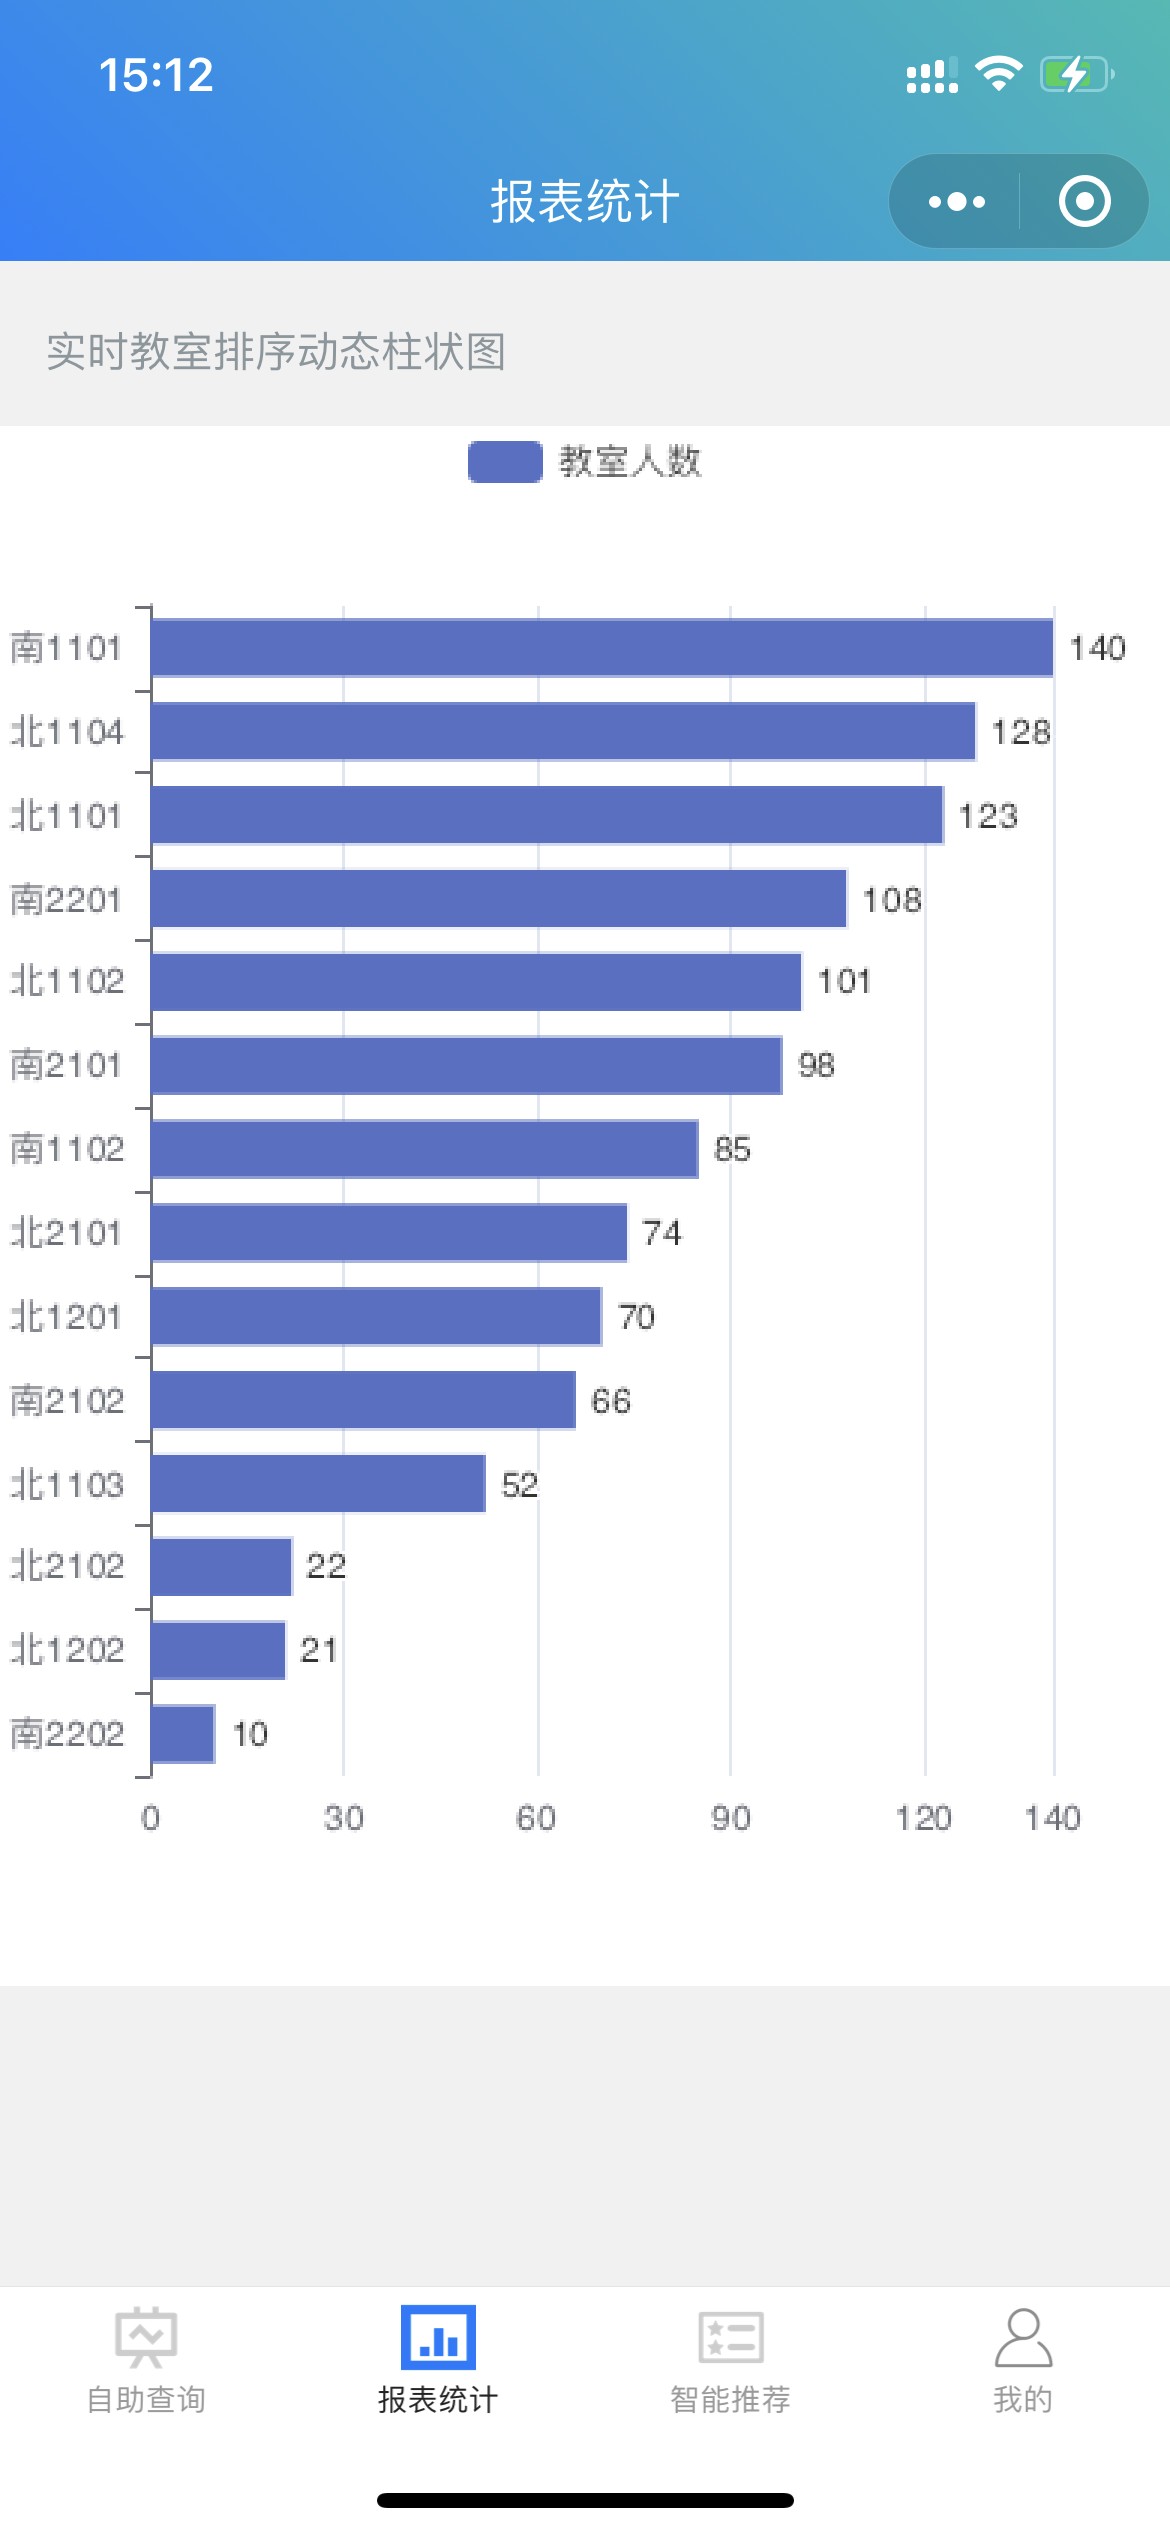 15:12
报表统计
实时教室排序动态柱状图
教室人数
南1101 140
北1104 128
北1101 123
南2201 108
北1102 101
南2101 98
南1102 85
北2101 74
北1201 70
南2102 66
北1103 52
北2102 22
北1202 21
南2202 10
0 30 60 90 120 140
自助查询 报表统计 智能推荐 我的